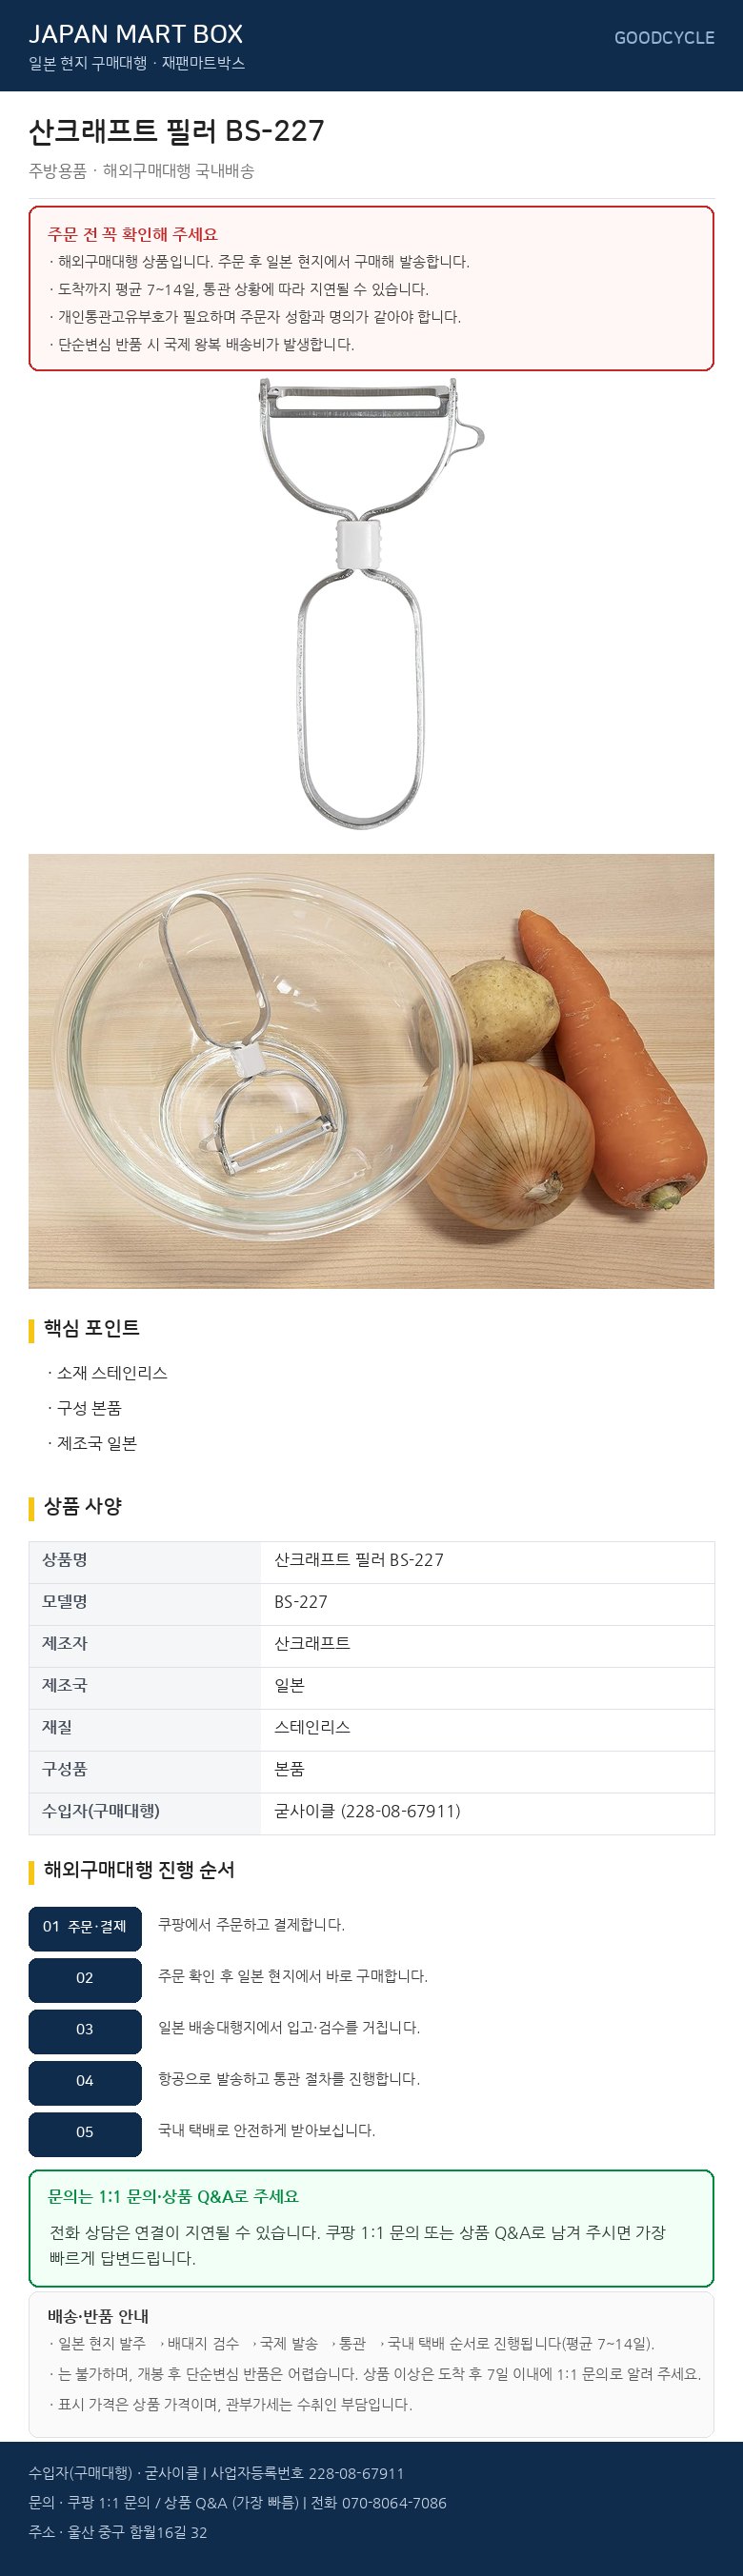 JAPAN MART BOX
GOODCYCLE
일본 현지 구매대행 · 재팬마트박스
산크래프트 필러 BS-227
주방용품 · 해외구매대행 국내배송
주문 전 꼭 확인해 주세요
· 해외구매대행 상품입니다. 주문 후 일본 현지에서 구매해 발송합니다.
· 도착까지 평균 7~14일, 통관 상황에 따라 지연될 수 있습니다.
· 개인통관고유부호가 필요하며 주문자 성함과 명의가 같아야 합니다.
· 단순변심 반품 시 국제 왕복 배송비가 발생합니다.
핵심 포인트
· 소재 스테인리스
· 구성 본품
· 제조국 일본
상품 사양
상품명 산크래프트 필러 BS-227
모델명 BS-227
제조자 산크래프트
제조국 일본
재질 스테인리스
구성품 본품
수입자(구매대행) 굳사이클 (228-08-67911)
해외구매대행 진행 순서
01 주문·결제 쿠팡에서 주문하고 결제합니다.
02 주문 확인 후 일본 현지에서 바로 구매합니다.
03 일본 배송대행지에서 입고·검수를 거칩니다.
04 항공으로 발송하고 통관 절차를 진행합니다.
05 국내 택배로 안전하게 받아보십니다.
문의는 1:1 문의·상품 Q&A로 주세요
전화 상담은 연결이 지연될 수 있습니다. 쿠팡 1:1 문의 또는 상품 Q&A로 남겨 주시면 가장
빠르게 답변드립니다.
배송·반품 안내
· 일본 현지 발주 › 배대지 검수 › 국제 발송 › 통관 › 국내 택배 순서로 진행됩니다(평균 7~14일).
· 는 불가하며, 개봉 후 단순변심 반품은 어렵습니다. 상품 이상은 도착 후 7일 이내에 1:1 문의로 알려 주세요.
· 표시 가격은 상품 가격이며, 관부가세는 수취인 부담입니다.
수입자(구매대행) · 굳사이클 | 사업자등록번호 228-08-67911
문의 · 쿠팡 1:1 문의 / 상품 Q&A (가장 빠름) | 전화 070-8064-7086
주소 · 울산 중구 함월16길 32